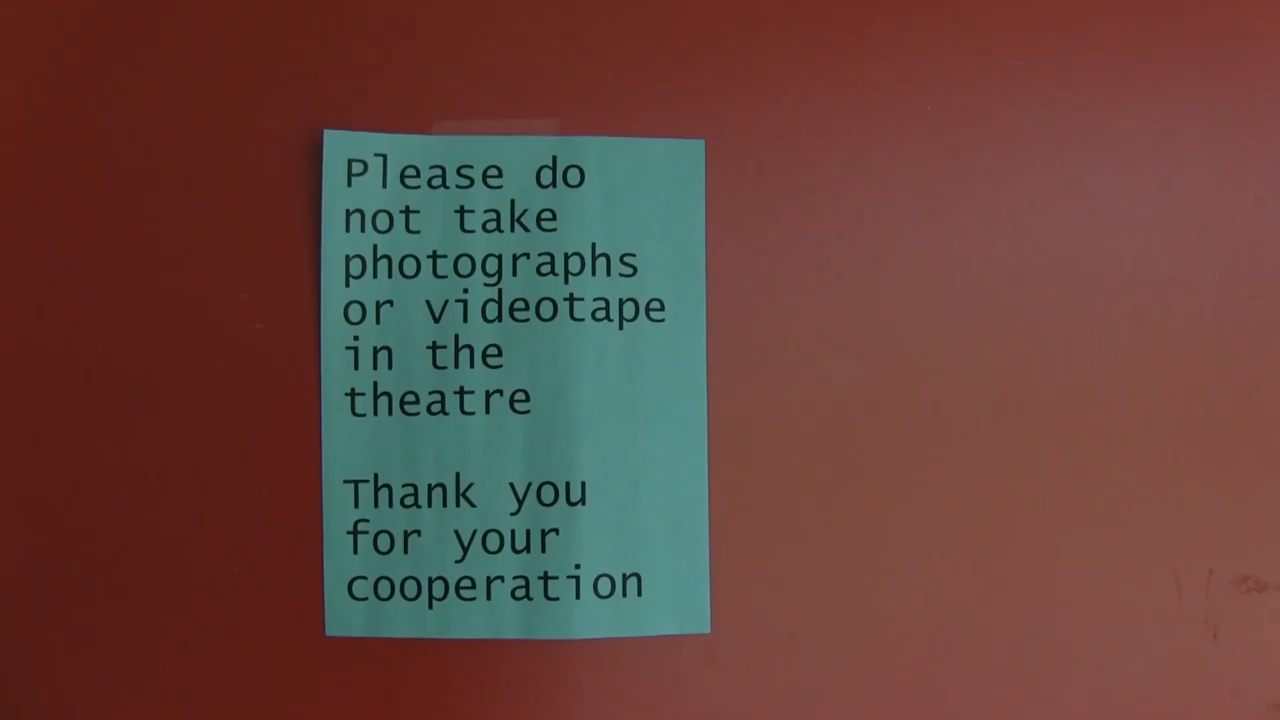 Please do
not take
photographs
or videotape
in the
theatre
Thank you
for your
cooperation